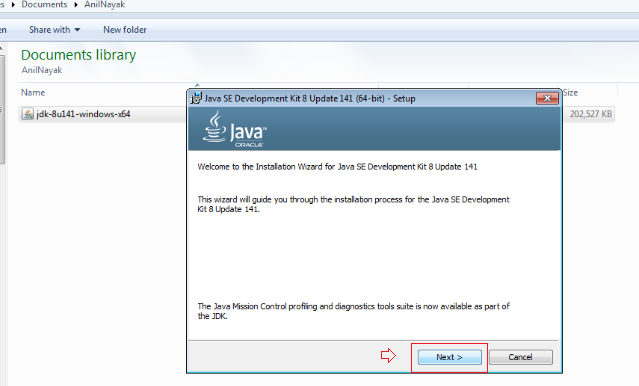 s ▸ Documents ▸ AnilNayak
en Share with ▾ New folder
Documents library
AnilNayak
Name
Size
jdk-8u141-windows-x64
202,527 KB
Java SE Development Kit 8 Update 141 (64-bit) - Setup
Java™
ORACLE
Welcome to the Installation Wizard for Java SE Development Kit 8 Update 141
This wizard will guide you through the installation process for the Java SE Development
Kit 8 Update 141.
The Java Mission Control profiling and diagnostics tools suite is now available as part of
the JDK.
Next >
Cancel